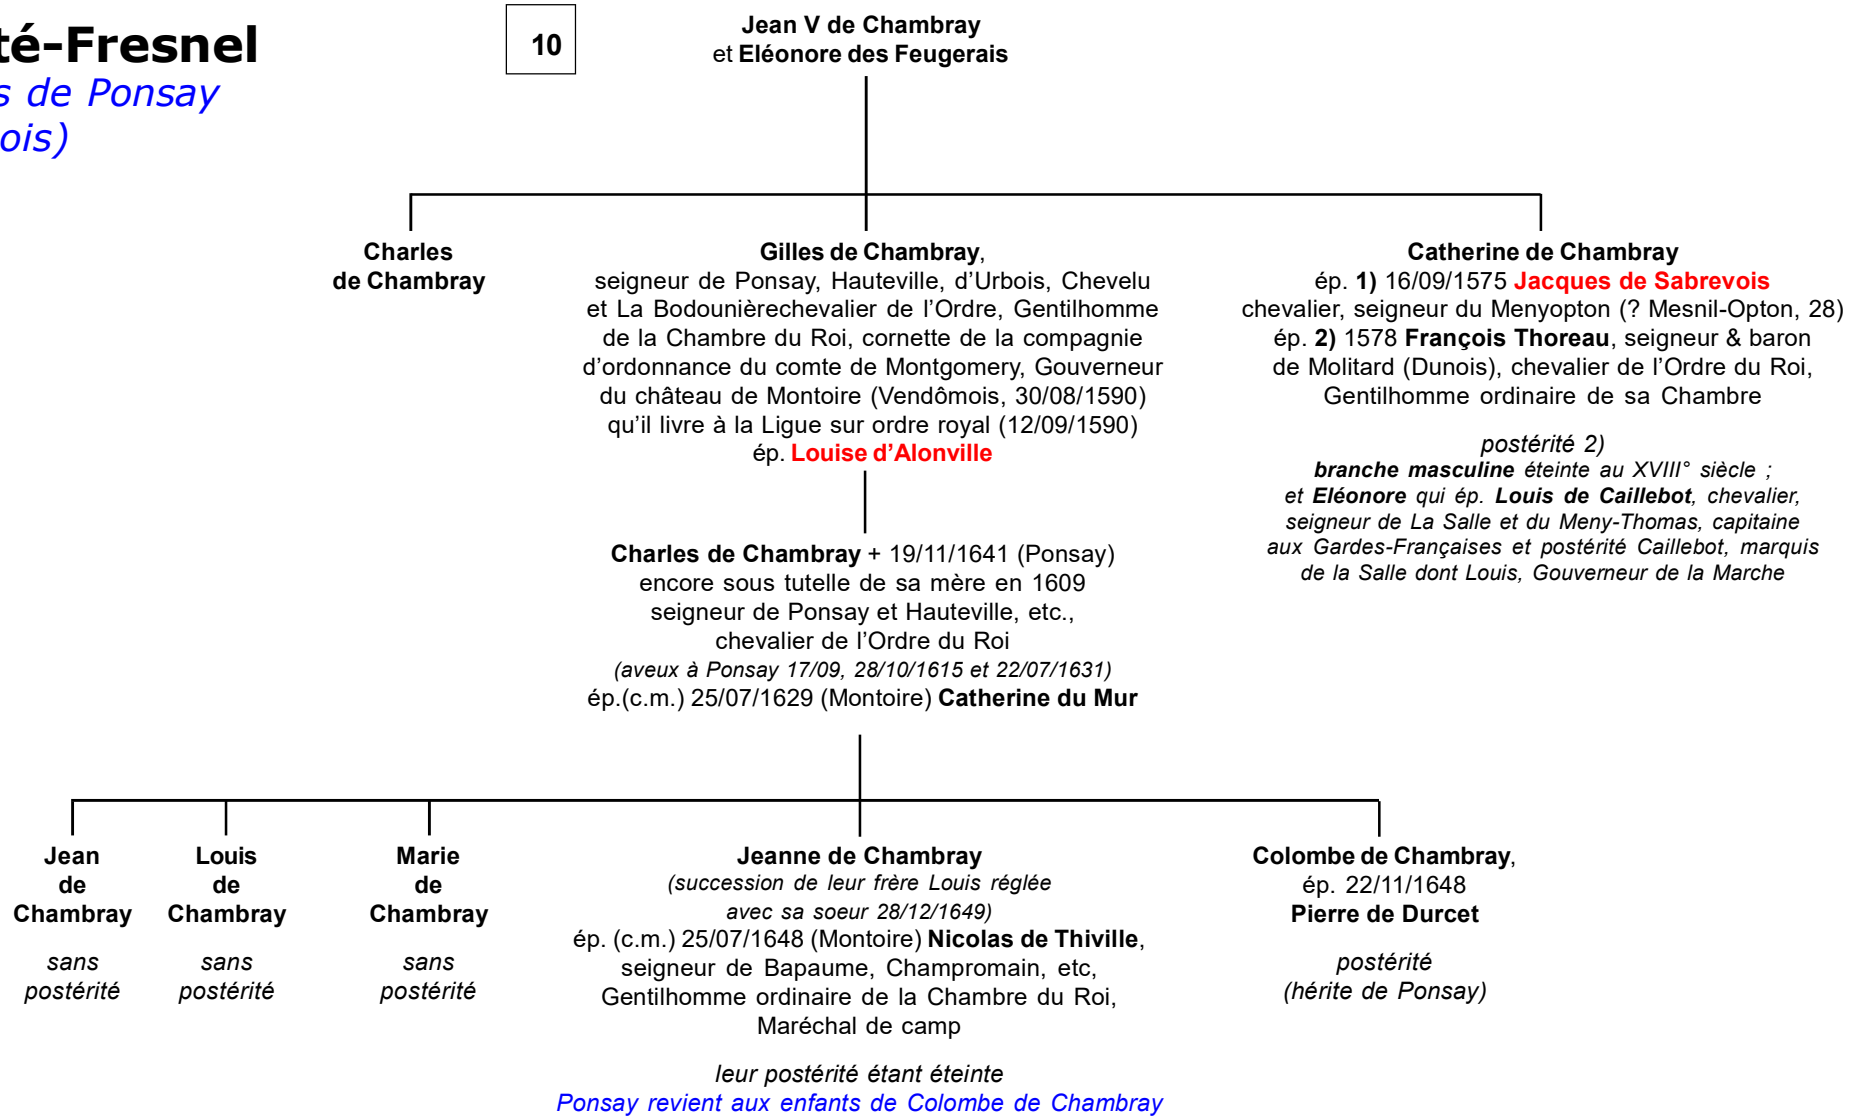 té-Fresnel
s de Ponsay
ois)
10
Jean V de Chambray
et Eléonore des Feugerais
Charles
de Chambray
Gilles de Chambray,
seigneur de Ponsay, Hauteville, d’Urbois, Chevelu
et La Bodounièrechevalier de l’Ordre, Gentilhomme
de la Chambre du Roi, cornette de la compagnie
d’ordonnance du comte de Montgomery, Gouverneur
du château de Montoire (Vendômois, 30/08/1590)
qu’il livre à la Ligue sur ordre royal (12/09/1590)
ép. Louise d’Alonville
Catherine de Chambray
ép. 1) 16/09/1575 Jacques de Sabrevois
chevalier, seigneur du Menyopton (? Mesnil-Opton, 28)
ép. 2) 1578 François Thoreau, seigneur & baron
de Molitard (Dunois), chevalier de l’Ordre du Roi,
Gentilhomme ordinaire de sa Chambre
postérité 2)
branche masculine éteinte au XVIII° siècle ;
et Eléonore qui ép. Louis de Caillebot, chevalier,
seigneur de La Salle et du Meny-Thomas, capitaine
aux Gardes-Françaises et postérité Caillebot, marquis
de la Salle dont Louis, Gouverneur de la Marche
Charles de Chambray + 19/11/1641 (Ponsay)
encore sous tutelle de sa mère en 1609
seigneur de Ponsay et Hauteville, etc.,
chevalier de l’Ordre du Roi
(aveux à Ponsay 17/09, 28/10/1615 et 22/07/1631)
ép.(c.m.) 25/07/1629 (Montoire) Catherine du Mur
Jean
de
Chambray
sans
postérité
Louis
de
Chambray
sans
postérité
Marie
de
Chambray
sans
postérité
Jeanne de Chambray
(succession de leur frère Louis réglée
avec sa soeur 28/12/1649)
ép. (c.m.) 25/07/1648 (Montoire) Nicolas de Thiville,
seigneur de Bapaume, Champromain, etc,
Gentilhomme ordinaire de la Chambre du Roi,
Maréchal de camp
leur postérité étant éteinte
Ponsay revient aux enfants de Colombe de Chambray
Colombe de Chambray,
ép. 22/11/1648
Pierre de Durcet
postérité
(hérite de Ponsay)